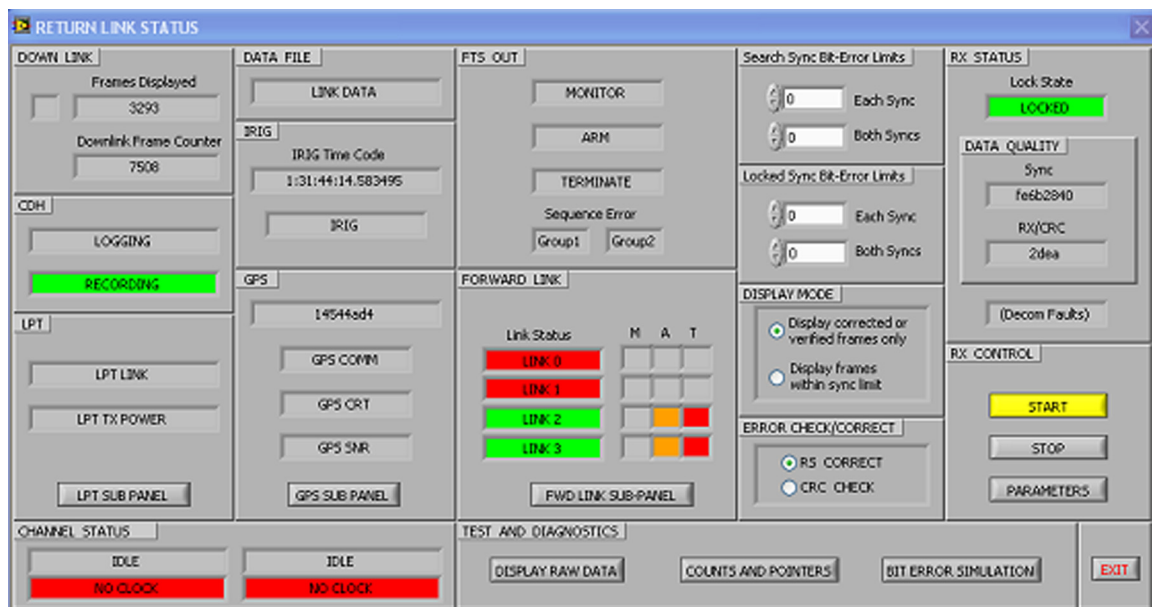 RETURN LINK STATUS
DOWN LINK
Frames Displayed
3293
Downlink Frame Counter
7508
CDH
LOGGING
RECORDING
LPT
LPT LINK
LPT TX POWER
LPT SUB PANEL
DATA FILE
LINK DATA
IRIG
IRIG Time Code
1:31:44:14.583495
IRIG
GPS
14544ad4
GPS COMM
GPS CRT
GPS SNR
GPS SUB PANEL
FTS OUT
MONITOR
ARM
TERMINATE
Sequence Error
Group1 Group2
FORWARD LINK
Link Status M A T
LINK 0
LINK 1
LINK 2
LINK 3
FWD LINK SUB-PANEL
Search Sync Bit-Error Limits
0 Each Sync
0 Both Syncs
Locked Sync Bit-Error Limits
0 Each Sync
0 Both Syncs
DISPLAY MODE
Display corrected or
verified frames only
Display frames
within sync limit
ERROR CHECK/CORRECT
RS CORRECT
CRC CHECK
RX STATUS
Lock State
LOCKED
DATA QUALITY
Sync
fe6b2840
RX/CRC
2dea
(Decom Faults)
RX CONTROL
START
STOP
PARAMETERS
CHANNEL STATUS
IDLE IDLE
NO CLOCK NO CLOCK
TEST AND DIAGNOSTICS
DISPLAY RAW DATA COUNTS AND POINTERS BIT ERROR SIMULATION
EXIT